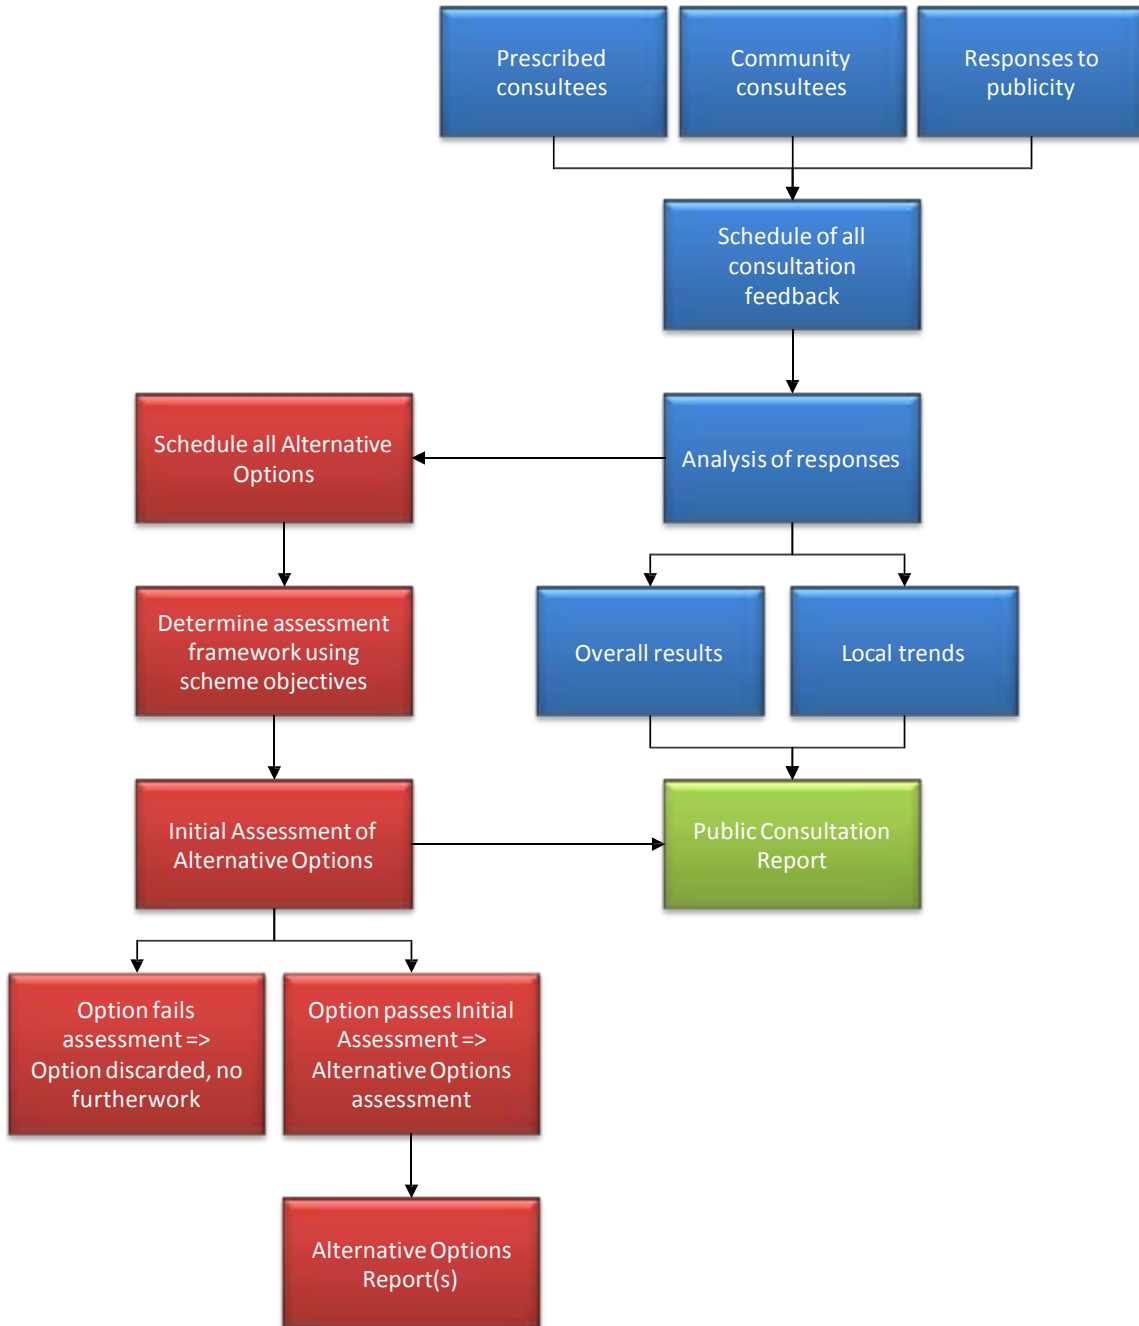 Prescribed
consultees
Community
consultees
Responses to
publicity
Schedule of all
consultation
feedback
Schedule all Alternative
Options
Analysis of responses
Determine assessment
framework using
scheme objectives
Overall results
Local trends
Initial Assessment of
Alternative Options
Public Consultation
Report
Option fails
assessment =>
Option discarded, no
furtherwork
Option passes Initial
Assessment =>
Alternative Options
assessment
Alternative Options
Report(s)